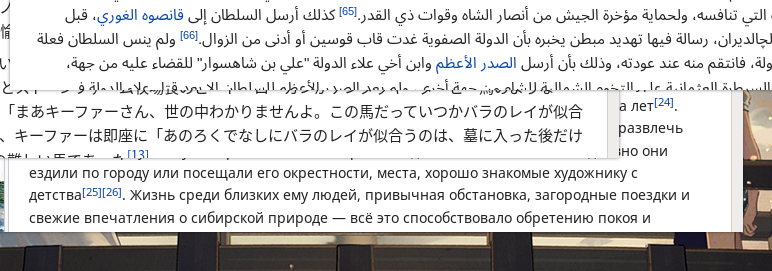 التي تنافسه، ولحماية مؤخرة الجيش من أنصار الشاه وقوات ذي القدر.[65] كذلك أرسل السلطان إلى قانصوه الغوري، قبل
لچالديران، رسالة فيها تهديد مبطن يخبره بأن الدولة الصفوية غدت قاب قوسين أو أدنى من الزوال.[66] ولم ينس السلطان فعلة
ولة، فانتقم منه عند عودته، وذلك بأن أرسل الصدر الأعظم وابن أخي علاء الدولة "علي بن شاهسوار" للقضاء عليه من جهة،
「まあキーファーさん、世の中わかりませんよ。この馬だっていつかバラのレイが似合
、キーファーは即座に「あのろくでなしにバラのレイが似合うのは、墓に入った後だけ
[13]
а лет[24].
развлечь
вно они
ездили по городу или посещали его окрестности, места, хорошо знакомые художнику с
детства[25][26]. Жизнь среди близких ему людей, привычная обстановка, загородные поездки и
свежие впечатления о сибирской природе — всё это способствовало обретению покоя и